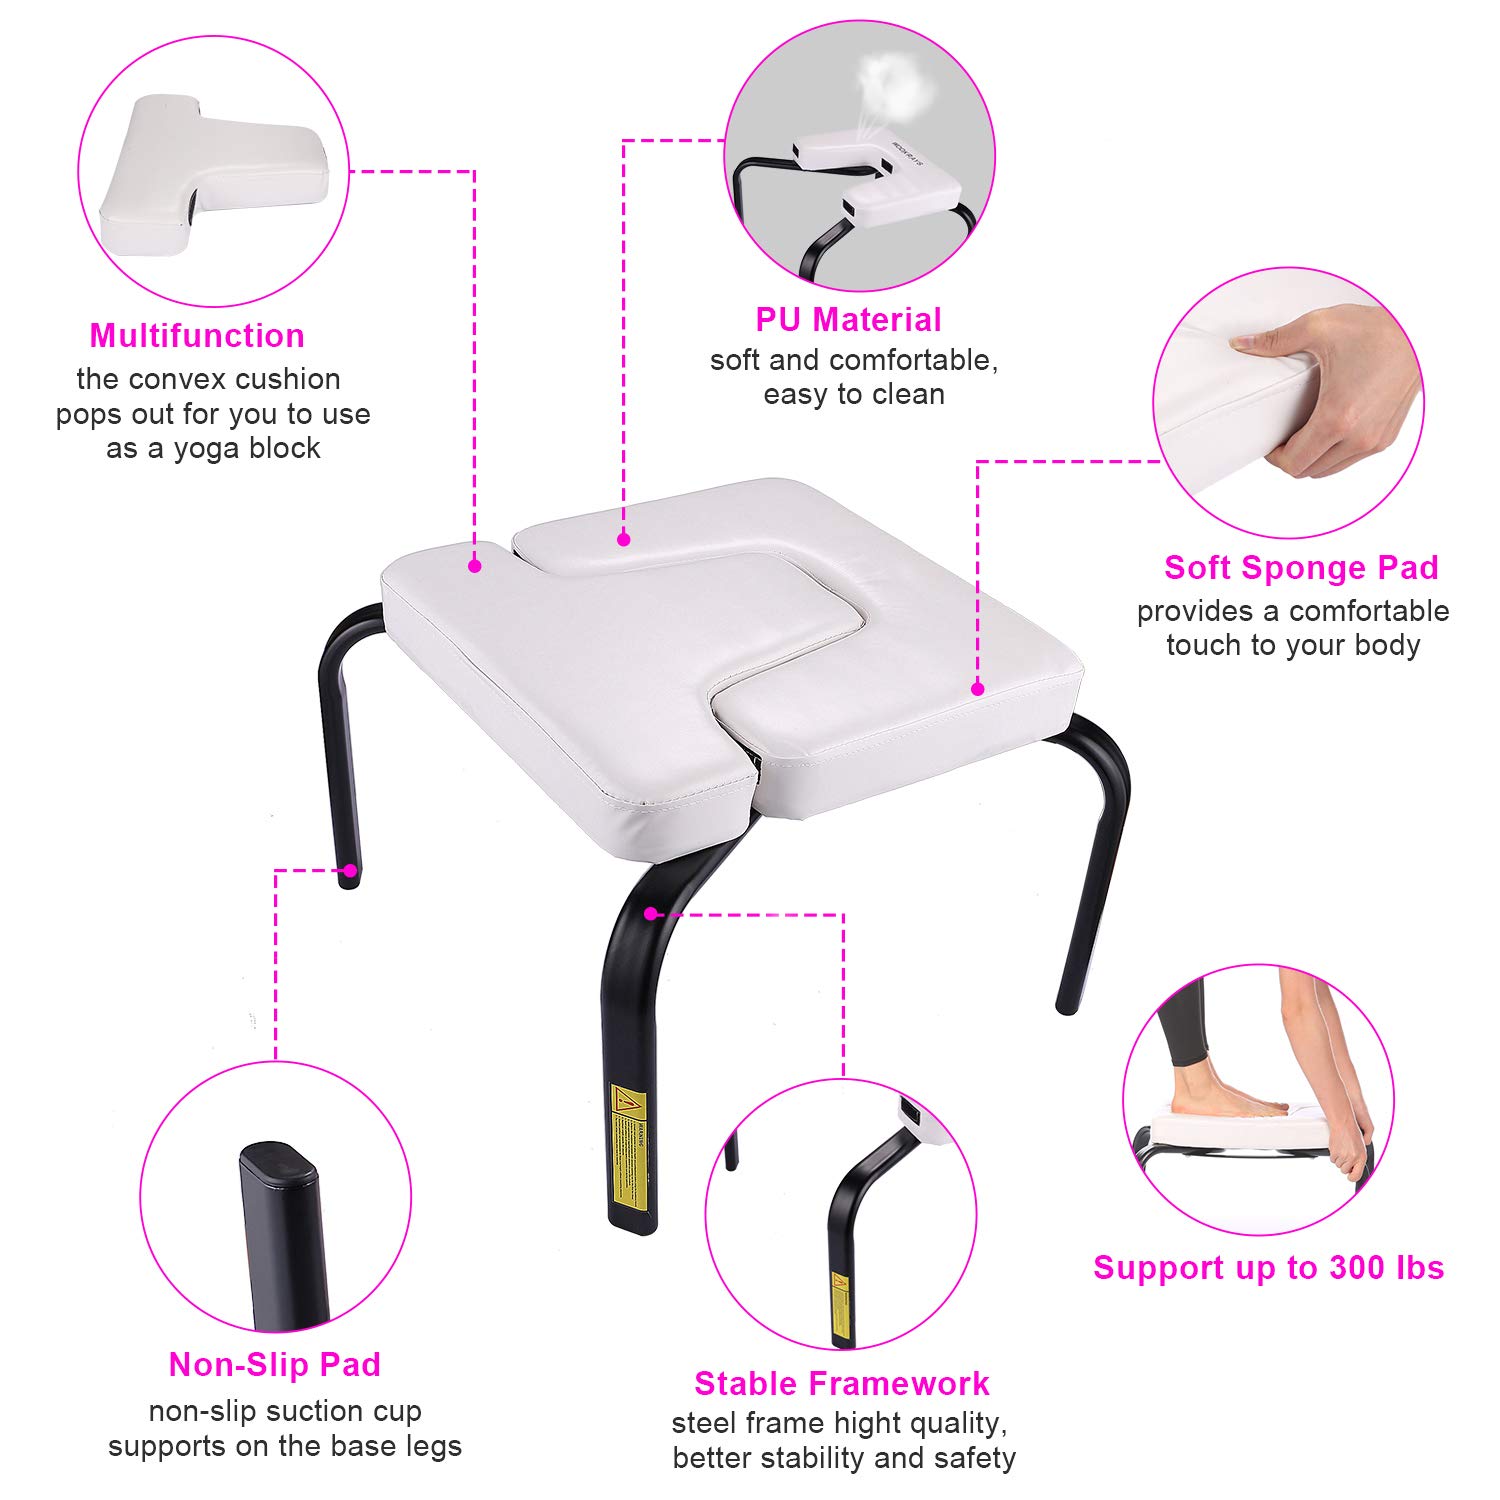 MOOKRAYS
Multifunction
the convex cushion
pops out for you to use
as a yoga block
PU Material
soft and comfortable,
easy to clean
Soft Sponge Pad
provides a comfortable
touch to your body
WARNING
Non-Slip Pad
non-slip suction cup
supports on the base legs
Stable Framework
steel frame hight quality,
better stability and safety
Support up to 300 lbs